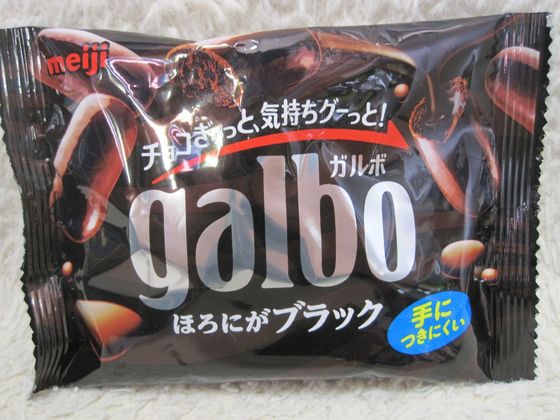 meiji
チョコぎゅっと、気持ちグーっと!
ガルボ
galbo
ほろにがブラック
手に
つきにくい